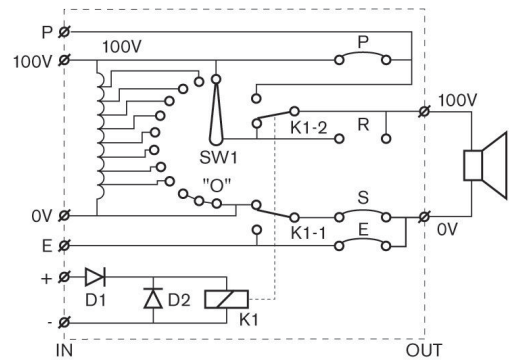 P
100V
100V
P
100V
K1-2
R
SW1
"O"
0V
S
K1-1
0V
E
E
+
D1
D2
K1
-
IN
OUT